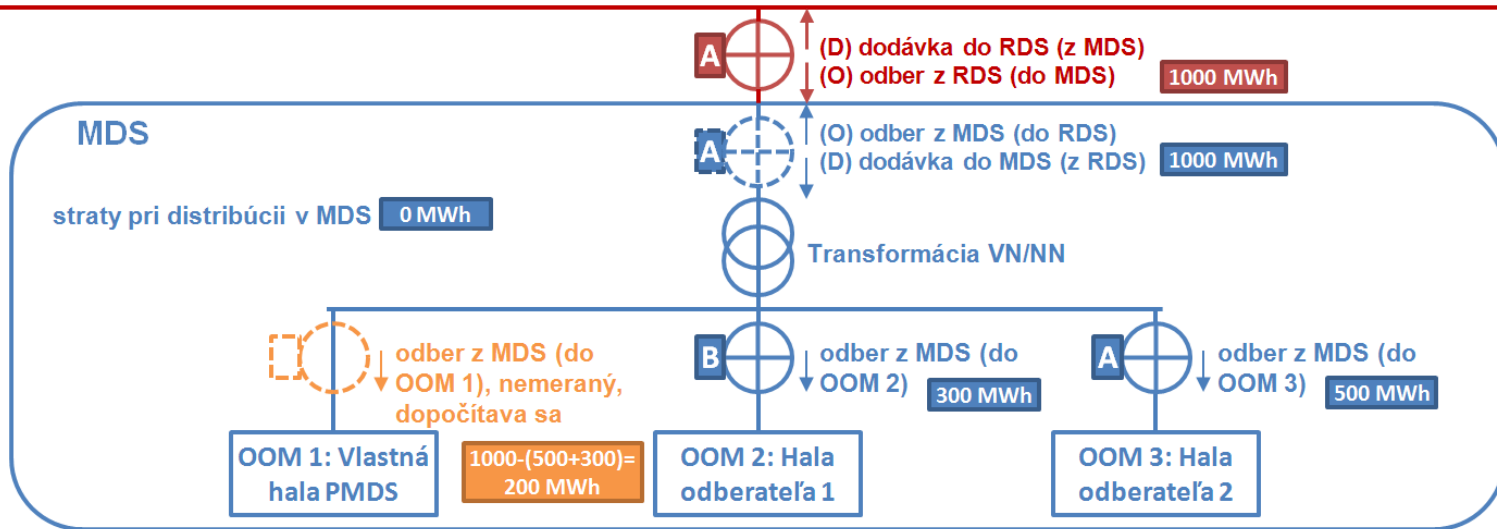 A
(D) dodávka do RDS (z MDS)
(O) odber z RDS (do MDS)
1000 MWh
MDS
A
(O) odber z MDS (do RDS)
(D) dodávka do MDS (z RDS)
1000 MWh
straty pri distribúcii v MDS
0 MWh
Transformácia VN/NN
odber z MDS (do
OOM 1), nemeraný,
dopočítava sa
B
odber z MDS (do
OOM 2)
300 MWh
A
odber z MDS (do
OOM 3)
500 MWh
OOM 1: Vlastná
hala PMDS
1000-(500+300)=
200 MWh
OOM 2: Hala
odberateľa 1
OOM 3: Hala
odberateľa 2